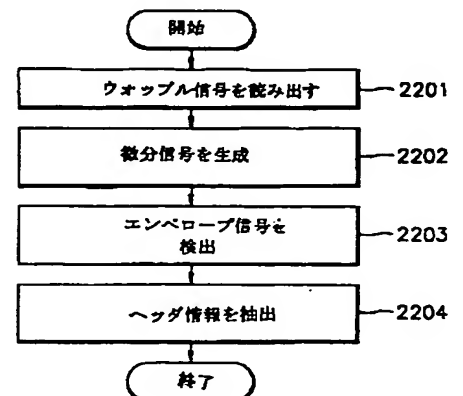 開始
ウォッブル信号を読み出す
2201
微分信号を生成
2202
エンベロープ信号を
検出
2203
ヘッダ情報を抽出
2204
終了